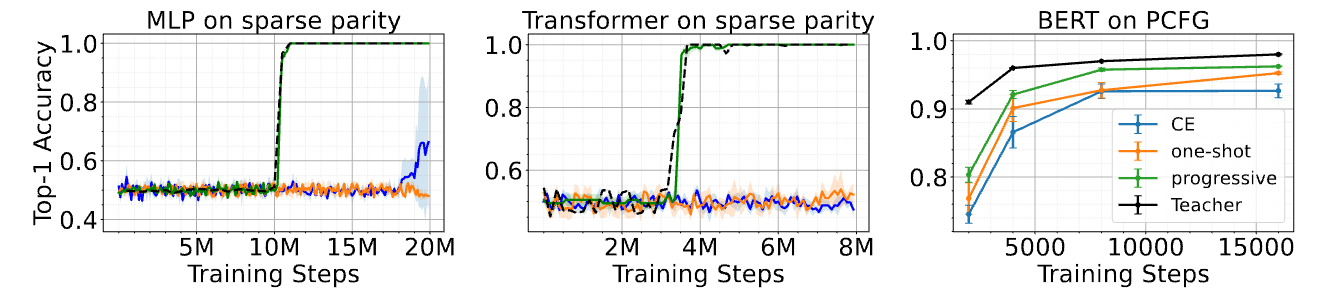 MLP on sparse parity
Top-1 Accuracy
1.0
0.8
0.6
0.4
5M 10M 15M 20M
Training Steps
Transformer on sparse parity
1.0
0.8
0.6
2M 4M 6M 8M
Training Steps
BERT on PCFG
1.0
0.9
0.8
CE
one-shot
progressive
Teacher
5000 10000 15000
Training Steps